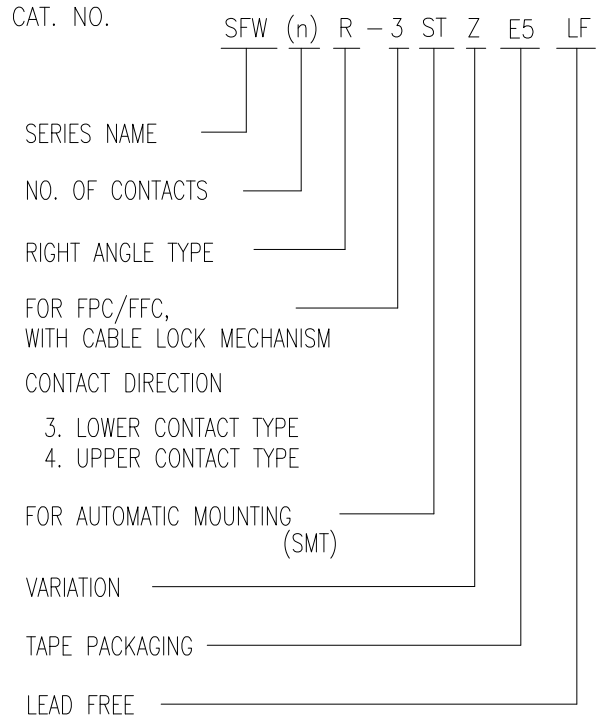 CAT. NO.
SFW (n) R - 3 ST Z E5 LF
SERIES NAME
NO. OF CONTACTS
RIGHT ANGLE TYPE
FOR FPC/FFC,
WITH CABLE LOCK MECHANISM
CONTACT DIRECTION
3. LOWER CONTACT TYPE
4. UPPER CONTACT TYPE
FOR AUTOMATIC MOUNTING
(SMT)
VARIATION
TAPE PACKAGING
LEAD FREE